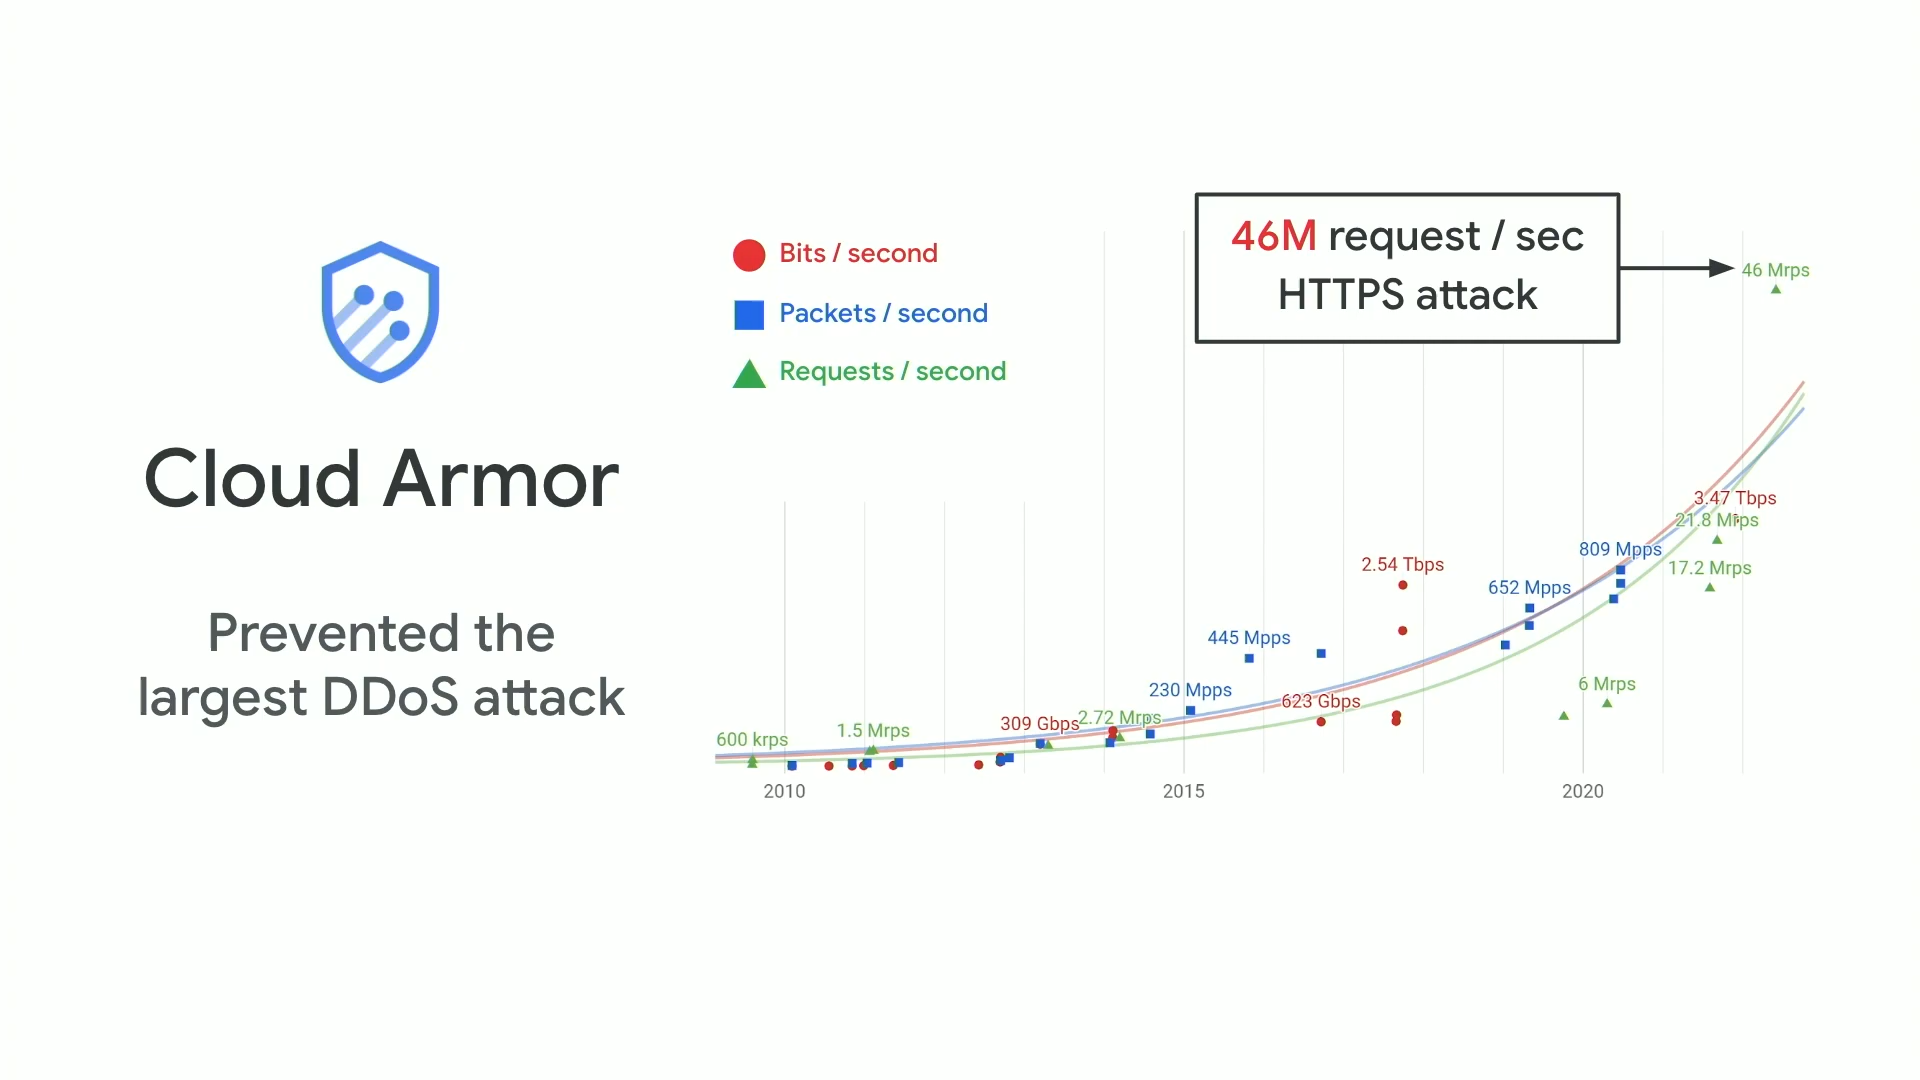 Cloud Armor
Prevented the
largest DDoS attack
Bits / second
Packets / second
Requests / second
46M request / sec
HTTPS attack
46 Mrps
3.47 Tbps
21.8 Mrps
809 Mpps
2.54 Tbps
17.2 Mrps
652 Mpps
445 Mpps
6 Mrps
230 Mpps
623 Gbps
309 Gbps
2.72 Mrps
1.5 Mrps
600 krps
2010
2015
2020